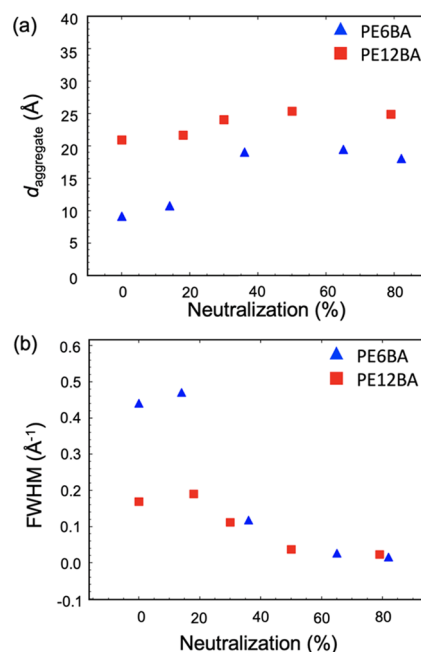 (a)
PE6BA
PE12BA
40
35
30
25
20
15
10
5
0
d aggregate (Å)
0 20 40 60 80
Neutralization (%)
(b)
PE6BA
PE12BA
0.6
0.5
0.4
0.3
0.2
0.1
0.0
-0.1
FWHM (Å-1)
0 20 40 60 80
Neutralization (%)